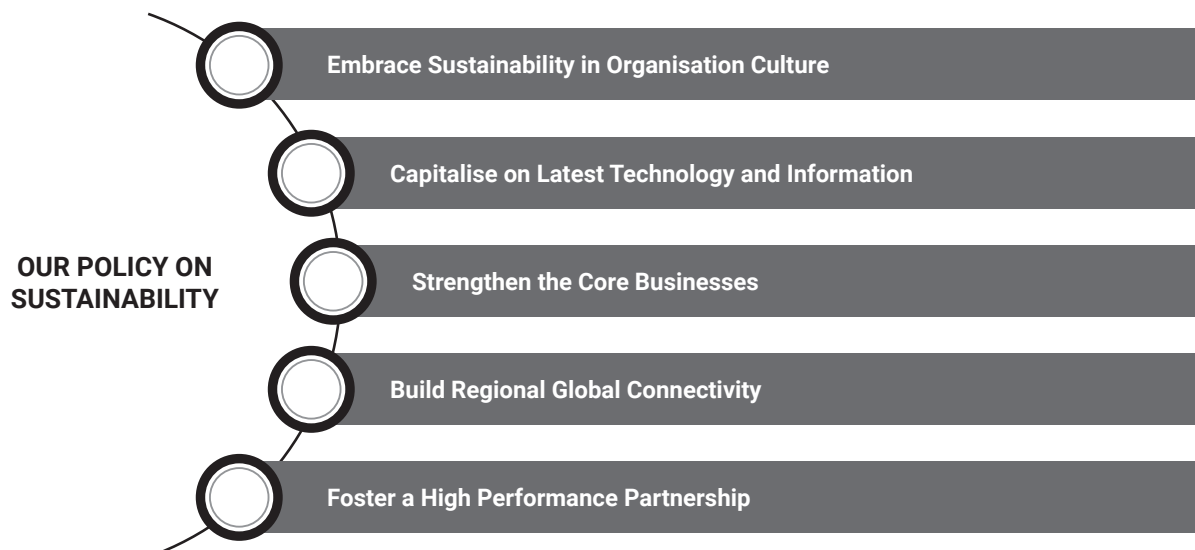 OUR POLICY ON
SUSTAINABILITY
Embrace Sustainability in Organisation Culture
Capitalise on Latest Technology and Information
Strengthen the Core Businesses
Build Regional Global Connectivity
Foster a High Performance Partnership